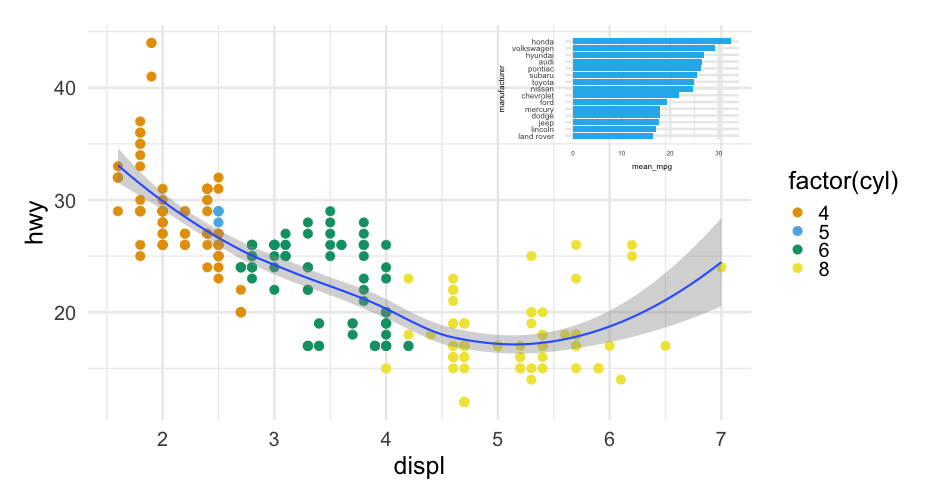 40
30
20
hwy
2 3 4 5 6 7
displ
manufacturer
honda
volkswagen
hyundai
audi
pontiac
subaru
toyota
nissan
chevrolet
ford
mercury
dodge
jeep
lincoln
land rover
0 10 20 30
mean_mpg
factor(cyl)
4
5
6
8